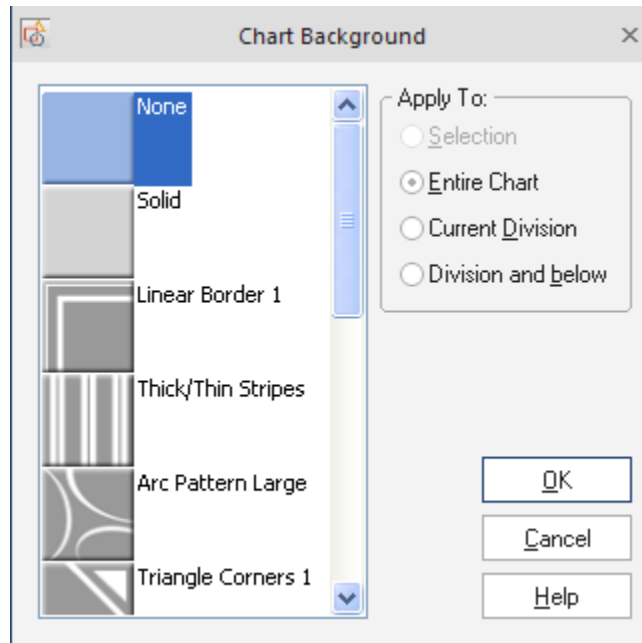 Chart Background
None
Solid
Linear Border 1
Thick/Thin Stripes
Arc Pattern Large
Triangle Corners 1
Apply To:
Selection
Entire Chart
Current Division
Division and below
OK
Cancel
Help